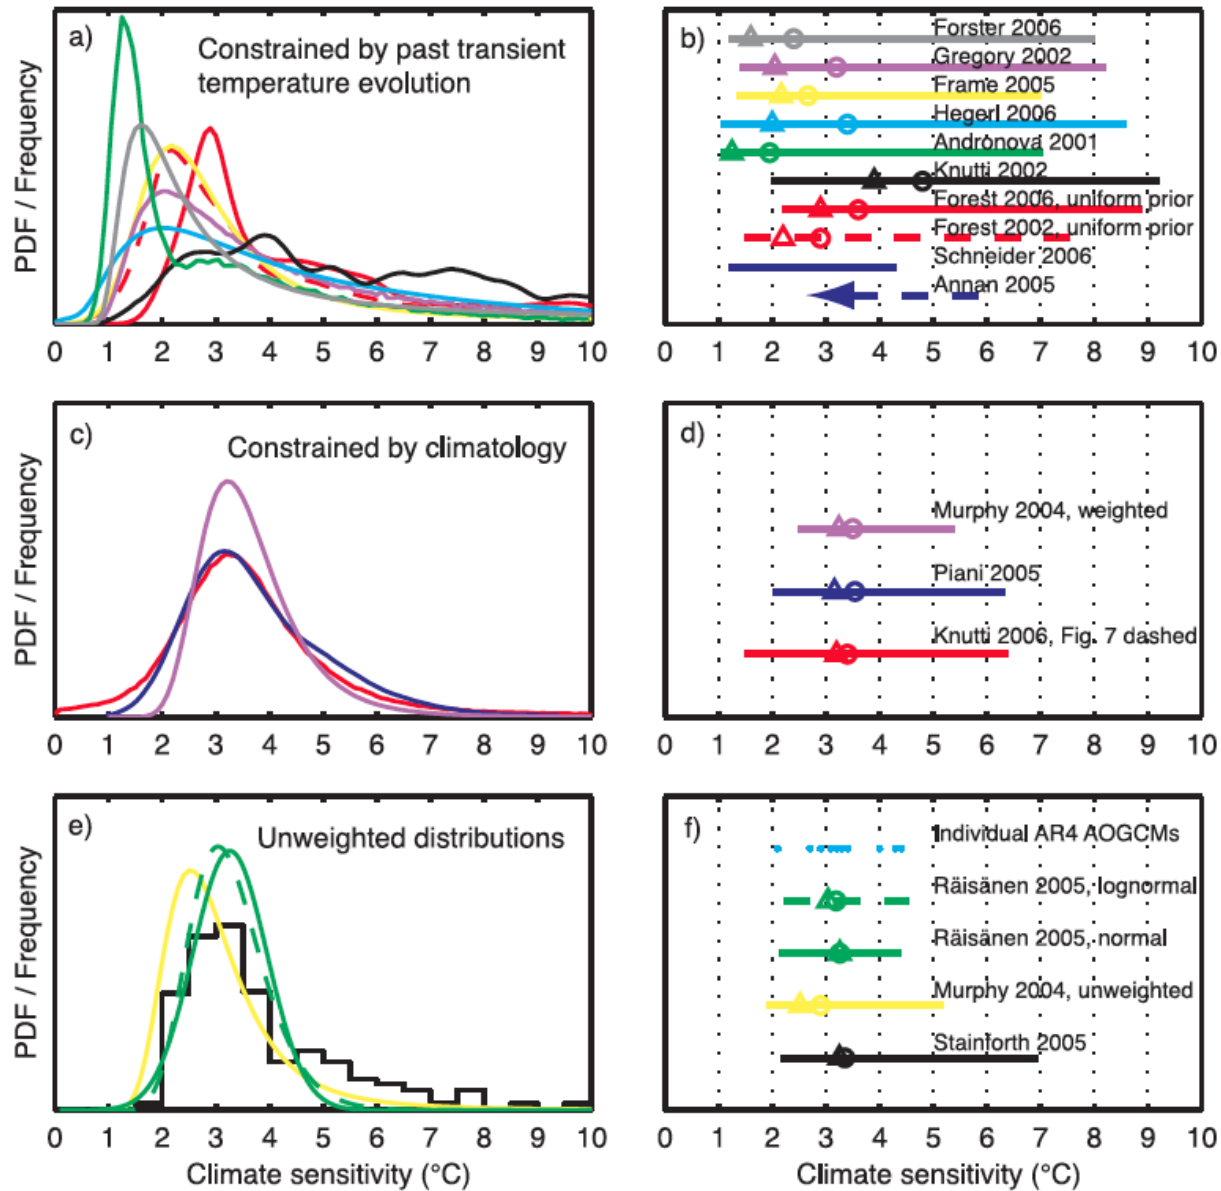 a)
Constrained by past transient
temperature evolution
PDF / Frequency
0 1 2 3 4 5 6 7 8 9 10
b)
Forster 2006
Gregory 2002
Frame 2005
Hegerl 2006
Andronova 2001
Knutti 2002
Forest 2006, uniform prior
Forest 2002, uniform prior
Schneider 2006
Annan 2005
0 1 2 3 4 5 6 7 8 9 10
c)
Constrained by climatology
PDF / Frequency
0 1 2 3 4 5 6 7 8 9 10
d)
Murphy 2004, weighted
Piani 2005
Knutti 2006, Fig. 7 dashed
0 1 2 3 4 5 6 7 8 9 10
e)
Unweighted distributions
PDF / Frequency
0 1 2 3 4 5 6 7 8 9 10
Climate sensitivity (°C)
f)
Individual AR4 AOGCMs
Räisänen 2005, lognormal
Räisänen 2005, normal
Murphy 2004, unweighted
Stainforth 2005
0 1 2 3 4 5 6 7 8 9 10
Climate sensitivity (°C)